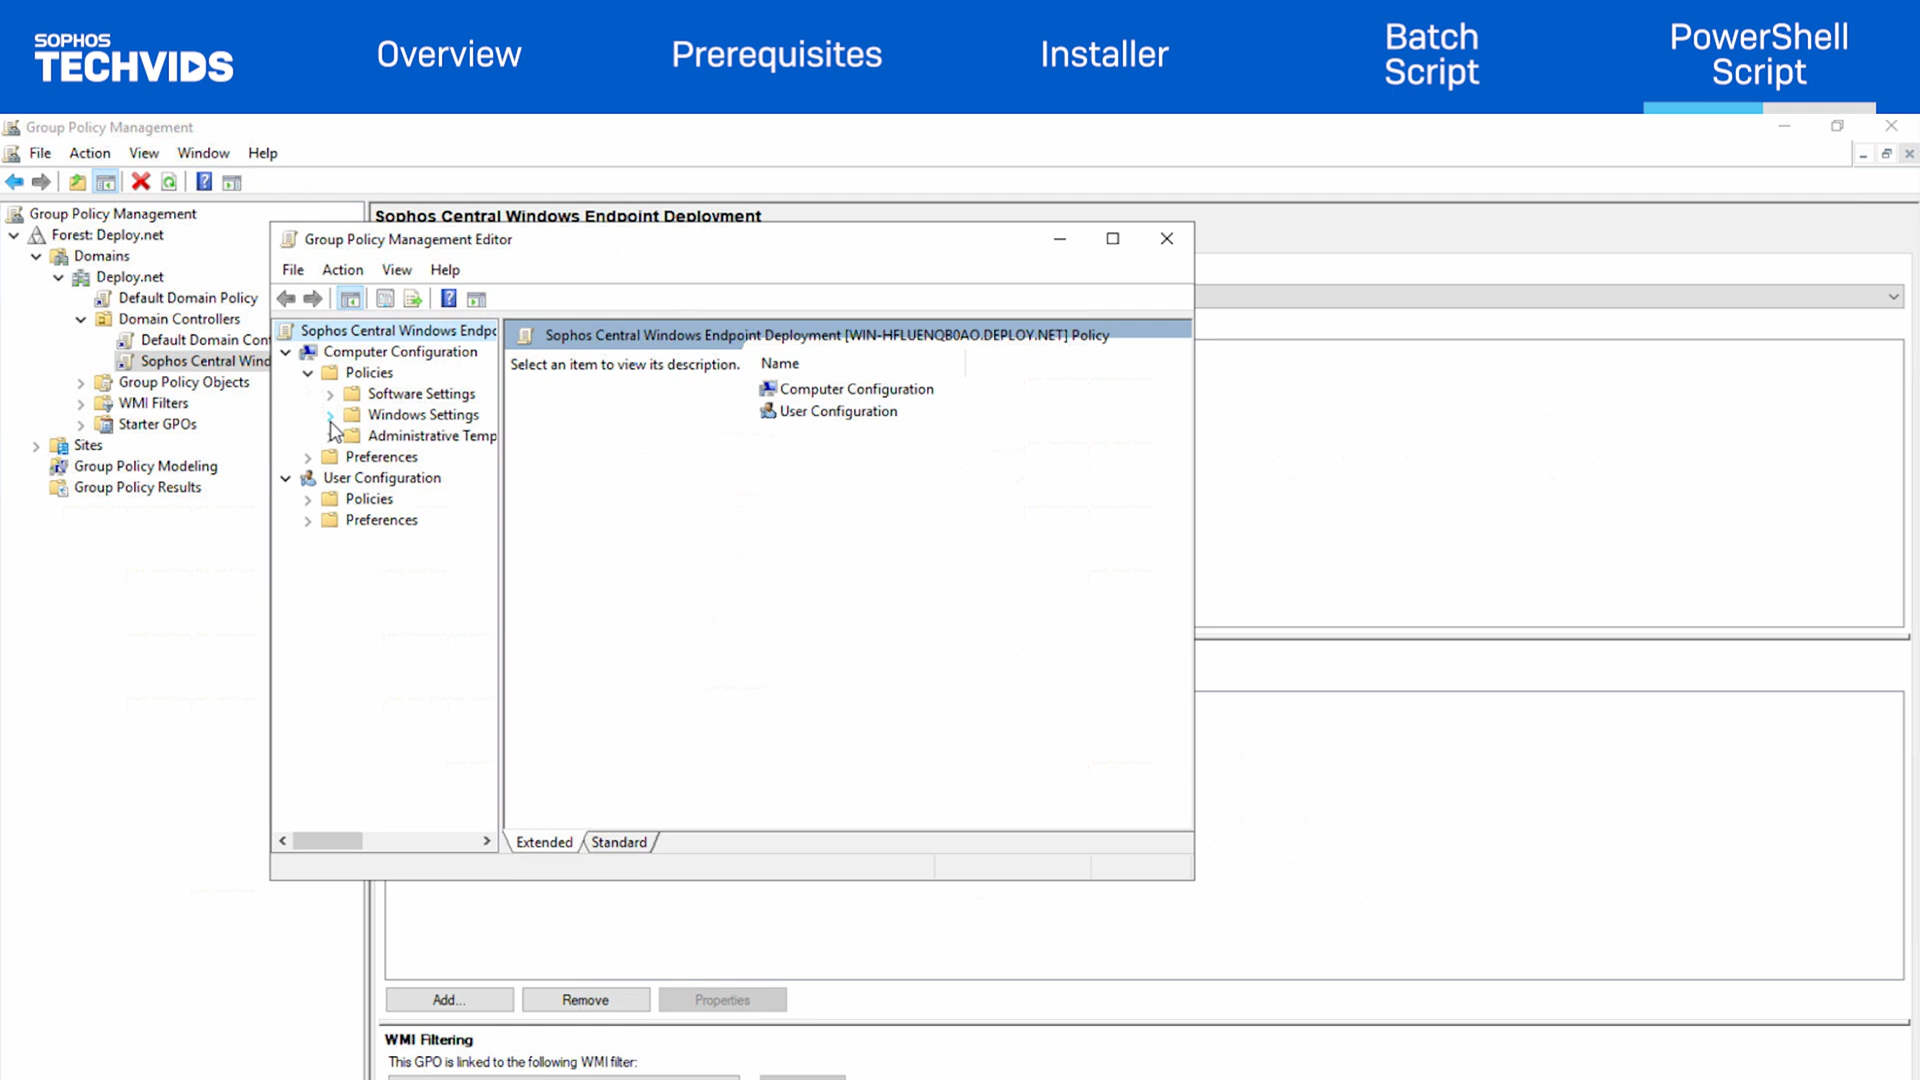 SOPHOS
TECHVIDS
Overview
Prerequisites
Installer
Batch
Script
PowerShell
Script
Group Policy Management
File Action View Window Help
Group Policy Management
Forest: Deploy.net
Domains
Deploy.net
Default Domain Policy
Domain Controllers
Default Domain Con
Sophos Central Wind
Group Policy Objects
WMI Filters
Starter GPOs
Sites
Group Policy Modeling
Group Policy Results
Sophos Central Windows Endpoint Deployment
Group Policy Management Editor
File Action View Help
Sophos Central Windows Endpo
Computer Configuration
Policies
Software Settings
Windows Settings
Administrative Temp
Preferences
User Configuration
Policies
Preferences
Sophos Central Windows Endpoint Deployment [WIN-HFLUENQB0AO.DEPLOY.NET] Policy
Select an item to view its description.
Name
Computer Configuration
User Configuration
Extended Standard
Add... Remove Properties
WMI Filtering
This GPO is linked to the following WMI filter: